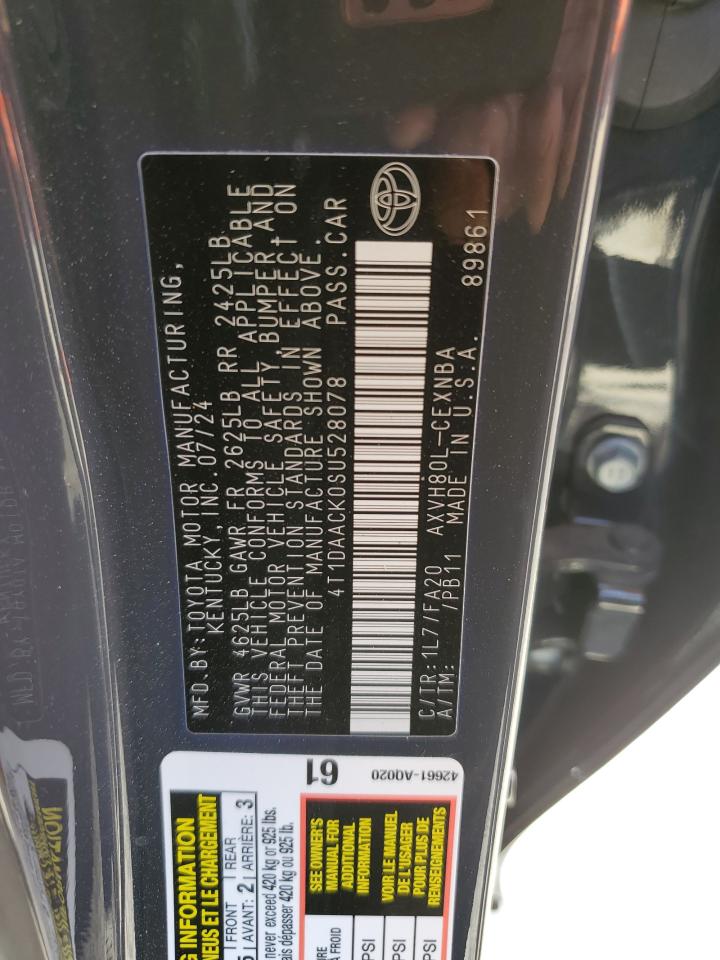 MFD.BY:TOYOTA MOTOR MANUFACTURING,
KENTUCKY,INC.07/24
GVWR 4625LB GAWR FR 2625LB RR 2425LB
THIS VEHICLE CONFORMS TO ALL APPLICABLE
FEDERAL MOTOR VEHICLE SAFETY, BUMPER AND
THEFT PREVENTION STANDARDS IN EFFECT ON
THE DATE OF MANUFACTURE SHOWN ABOVE.
4T1DAACK0SU528078 PASS.CAR
C/TR:1L7/FA20 AXVH80L-CEXNBA
A/TM: /PB11 MADE IN U.S.A. 89861
61
42661-AQ020
G INFORMATION
NEUS ET LE CHARGEMENT
5 FRONT 2 REAR 3
AVANT: ARRIÈRE:
never exceed 420 kg or 925 lbs.
ais dépasser 420 kg ou 925 lb.
SEE OWNER'S
MANUAL FOR
ADDITIONAL
INFORMATION
VOIR LE MANUEL
DE L'USAGER
POUR PLUS DE
RENSEIGNEMENTS
URE
À FROID
PSI
PSI